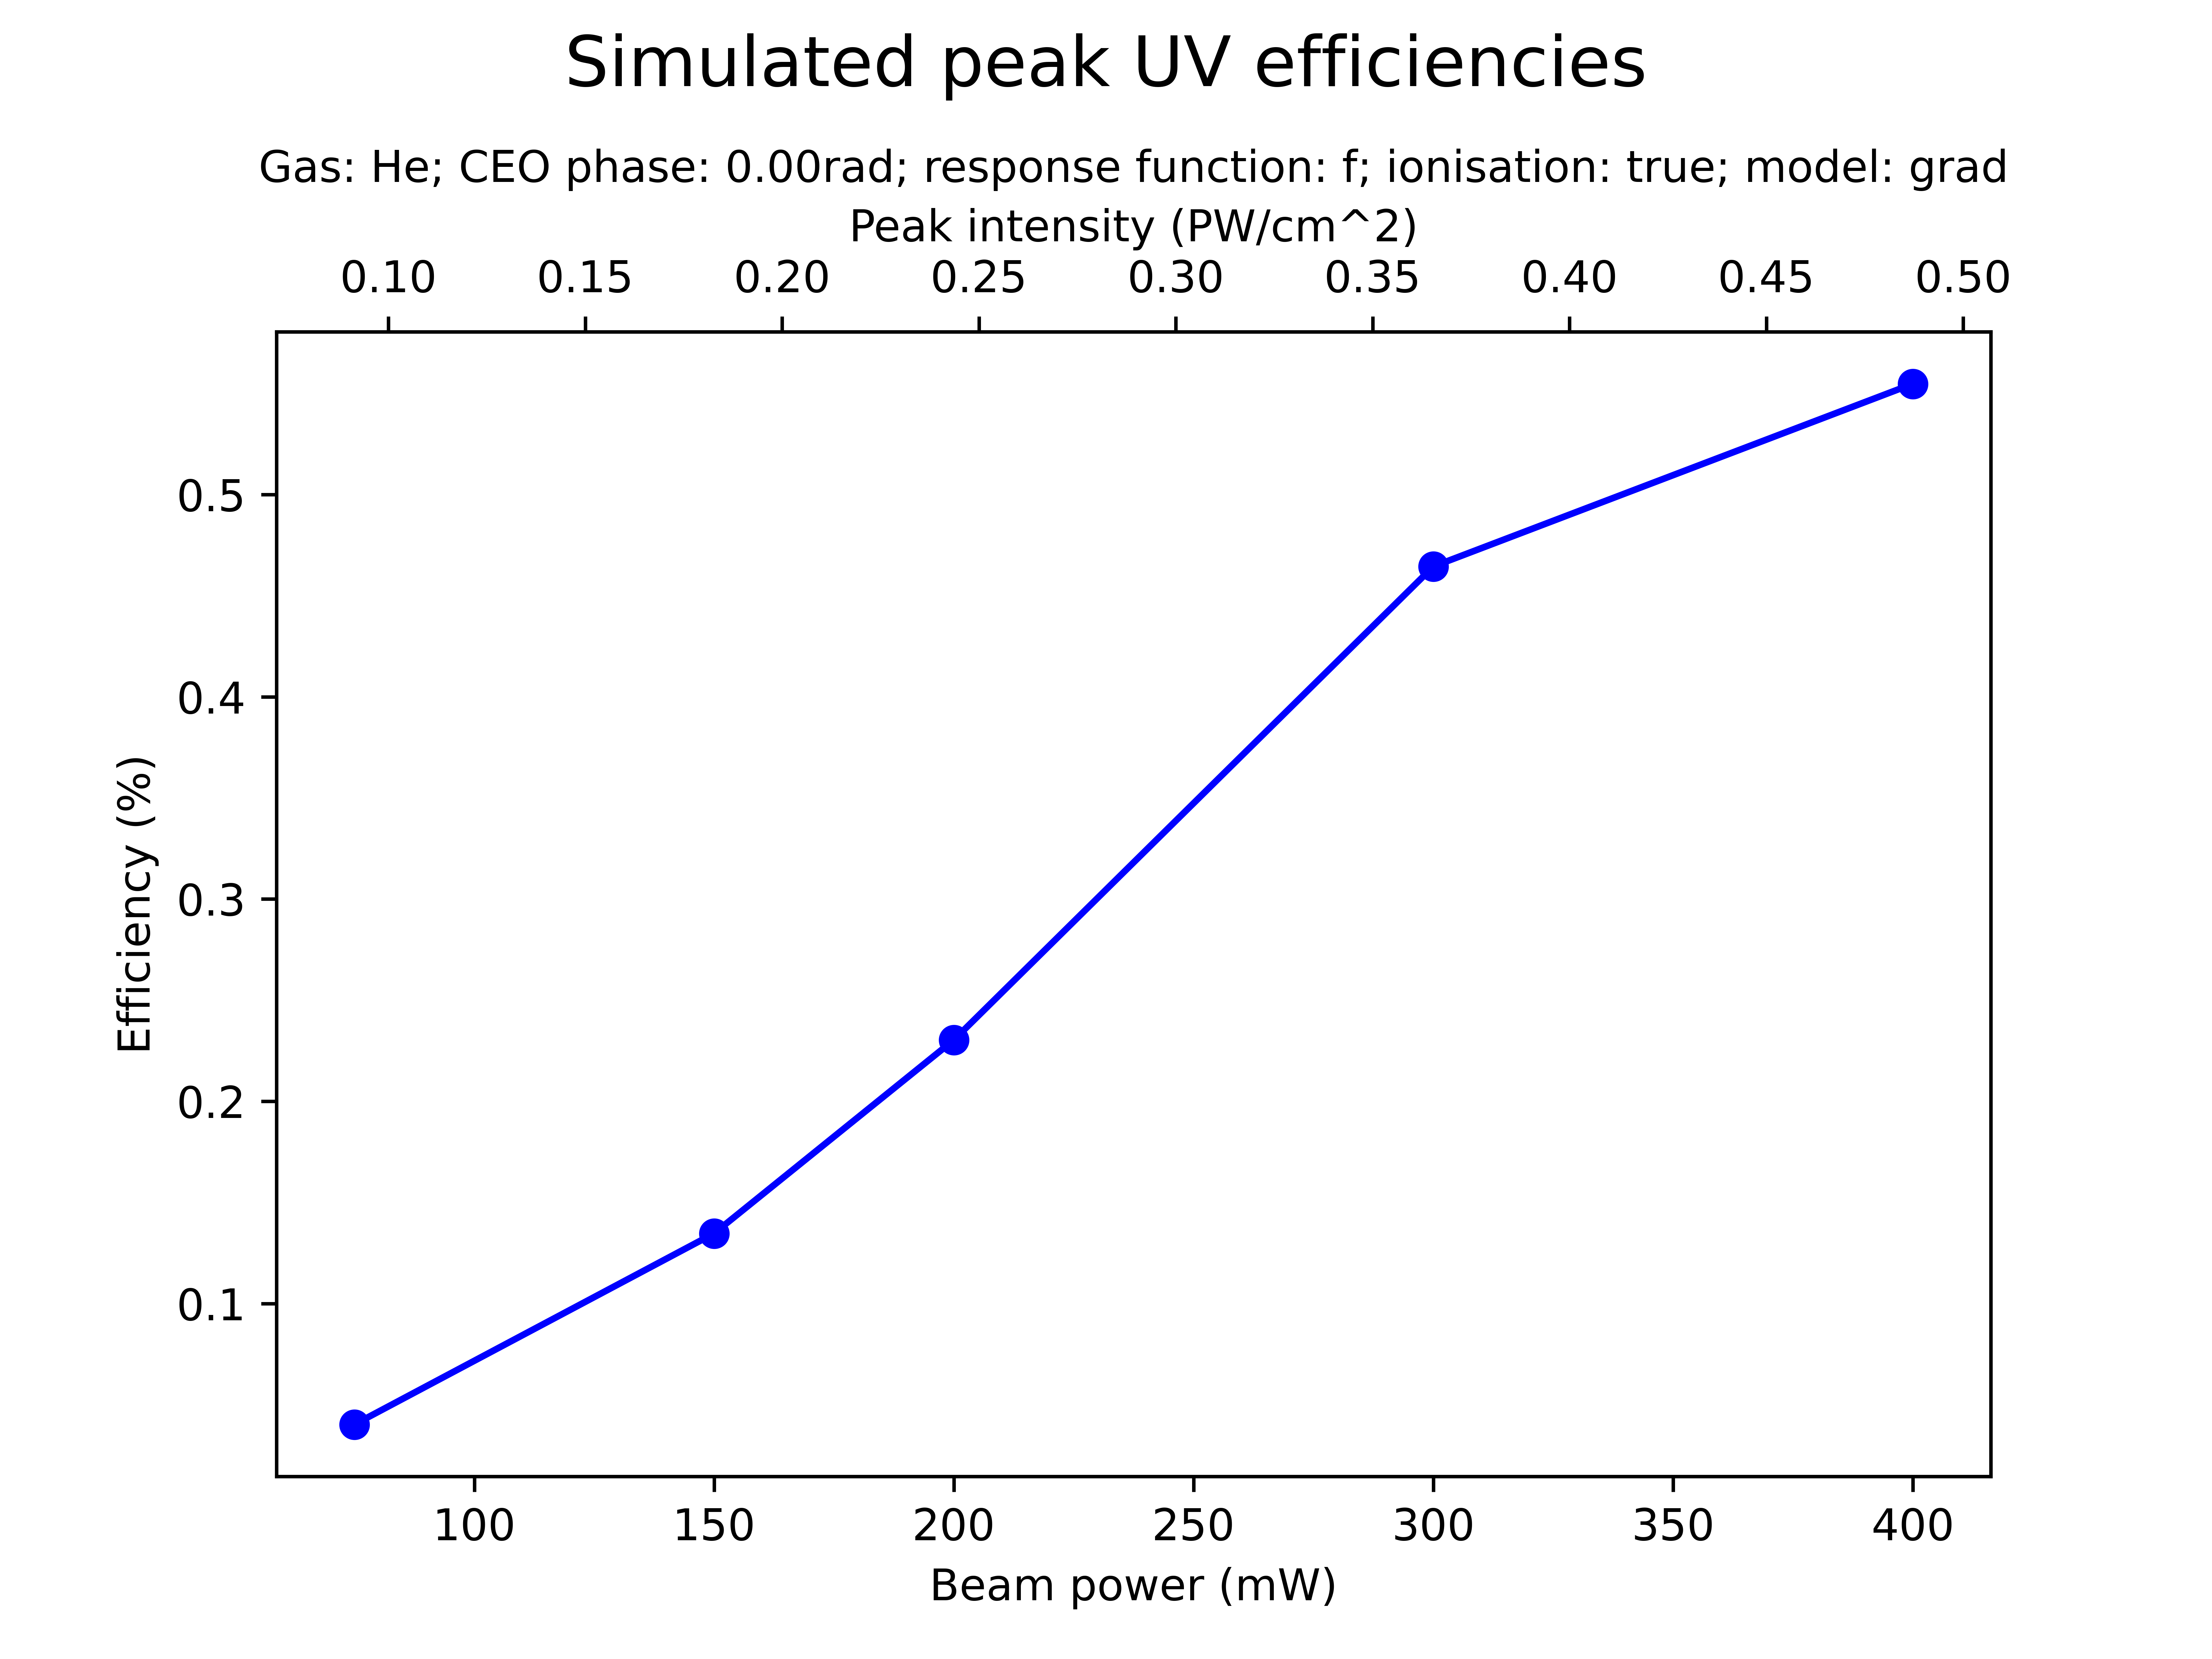 Simulated peak UV efficiencies
Gas: He; CEO phase: 0.00rad; response function: f; ionisation: true; model: grad
Peak intensity (PW/cm^2)
0.10 0.15 0.20 0.25 0.30 0.35 0.40 0.45 0.50
0.5
0.4
0.3
0.2
0.1
Efficiency (%)
100 150 200 250 300 350 400
Beam power (mW)